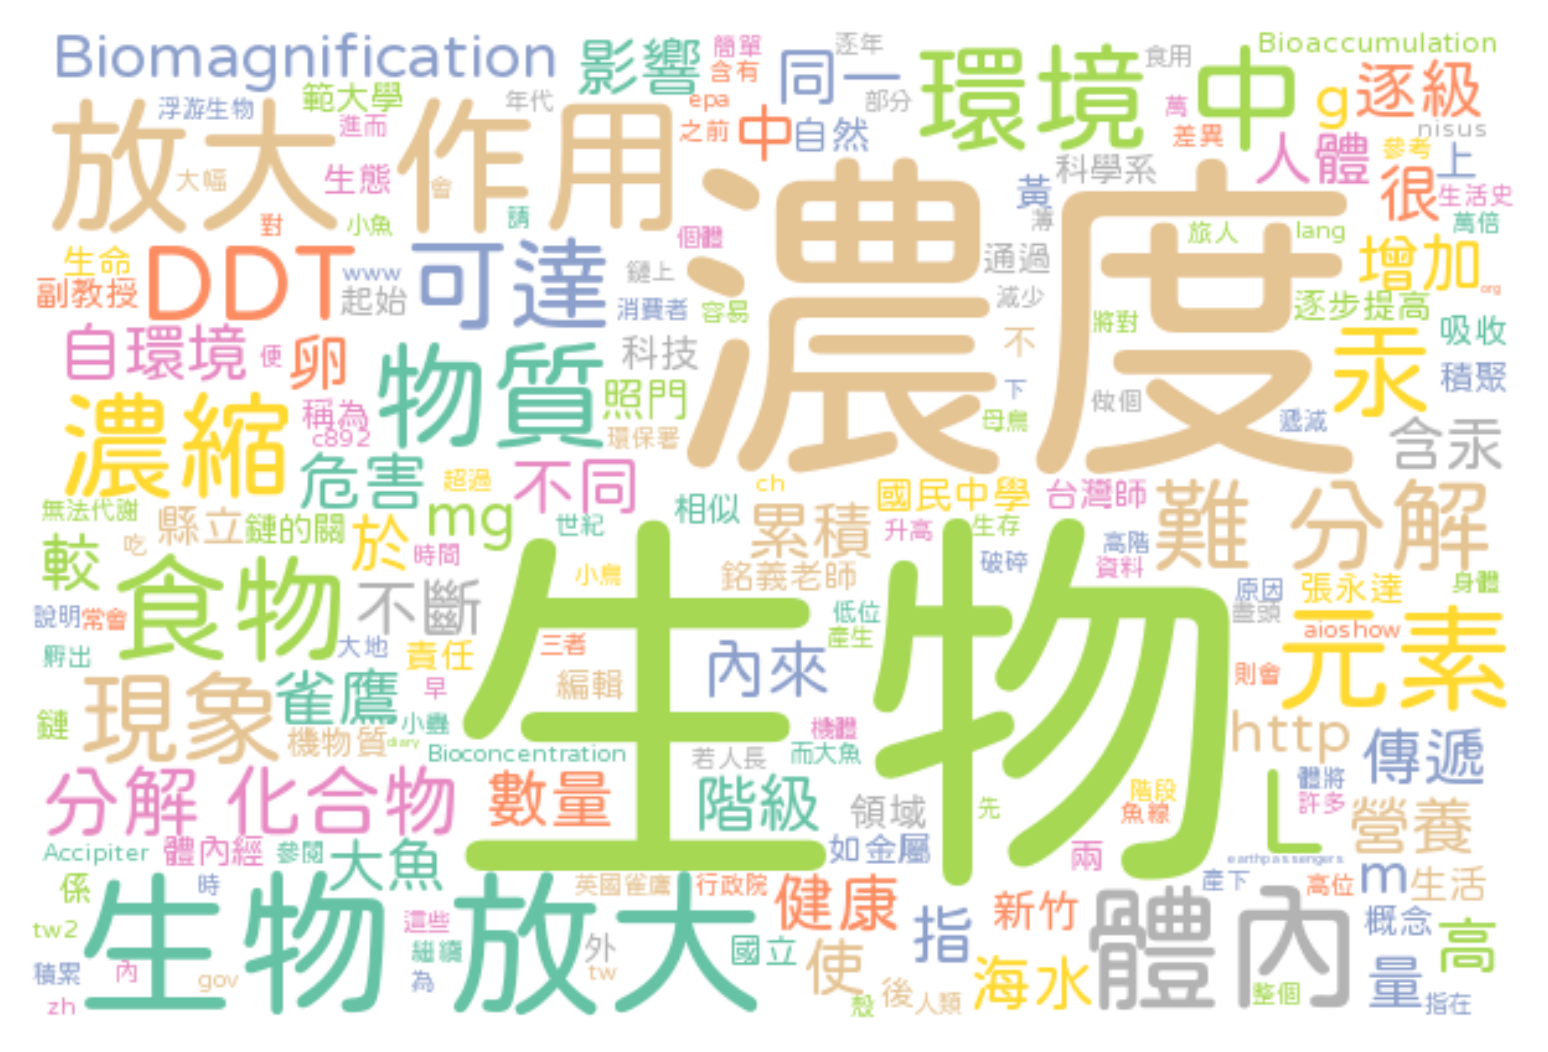 Biomagnification
影響
簡單
含有
同一
逐年
部分
環境 中
食用
Bioaccumulation
g
逐級
浮游生物
範大學
進而
年代
epa
之前
中
自然
萬
差異
nisus
人體
參考
上
很
生活史
萬倍
放大作用
大幅
會
生態
對
小魚
請
個體
濃度
科學系
黃
薄
旅人
lang
增加
org
生命
副教授
DDT
www
起始
可達
鏈上
消費者
容易
通過
減少
將對
逐步提高
吸收
自環境
便
卵
物質
科技
照門
環保署
不
下
做個
母鳥
遞減
汞
積聚
含汞
濃縮
稱為
c892
危害
超過
不同
ch
國民中學
台灣師
難 分解
無法代謝
吃
縣立
鏈的關
於
mg
時間
世紀
相似
累積
升高
生存
高階
資料
破碎
較
食物
不斷
小鳥
銘義老師
低位
產生
原因
盡頭
張永達
身體
說明
常會
孵出
大地
責任
三者
生物
內來
aioshow
則會
元素
現象
雀鷹
早
小蟲
編輯
機體
http
傳遞
鏈
機物質
diary
Bioconcentration
若人長
而大魚
分解 化合物
數量
階級
領域
先
階段
魚線
L
體將
許多
營養
Accipiter
體內經
參閱
大魚
如金屬
兩
earthpassengers
係
時
英國雀鷹
行政院
健康
產下
高位
m
生活
tw2
生物 放大
這些
繼續
外
國立
指
新竹
體內
概念
高
積累
內
gov
為
tw
使
後
人類
海水
整個
量
指在
zh
殼